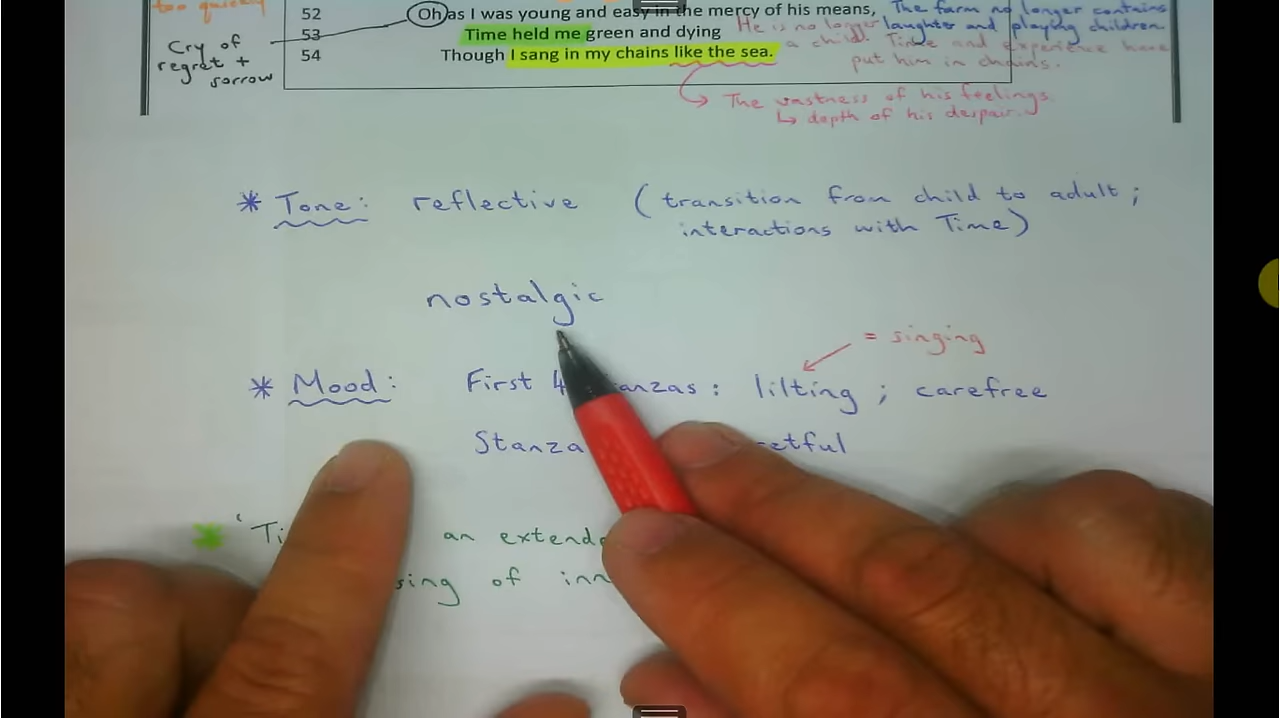 too quickly
52 Oh as I was young and easy in the mercy of his means,
The farm no longer contains
laughter and playing children.
53 Time held me green and dying
He is no longer
a child. Time and experience have
put him in chains.
54 Though I sang in my chains like the sea.
Cry of
regret +
sorrow
The vastness of his feelings.
↳ depth of his despair.
* Tone: reflective (transition from child to adult;
interactions with Time)
nostalgic
= singing
* Mood: First 4 : lilting ; carefree
Stanza
* an
of